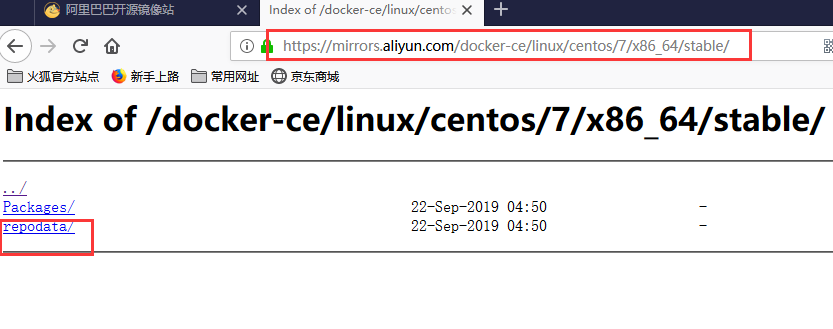 阿里巴巴开源镜像站
Index of /docker-ce/linux/cento
https://mirrors.aliyun.com/docker-ce/linux/centos/7/x86_64/stable/
火狐官方站点 新手上路 常用网址 京东商城
Index of /docker-ce/linux/centos/7/x86_64/stable/
../
Packages/ 22-Sep-2019 04:50 -
repodata/ 22-Sep-2019 04:50 -